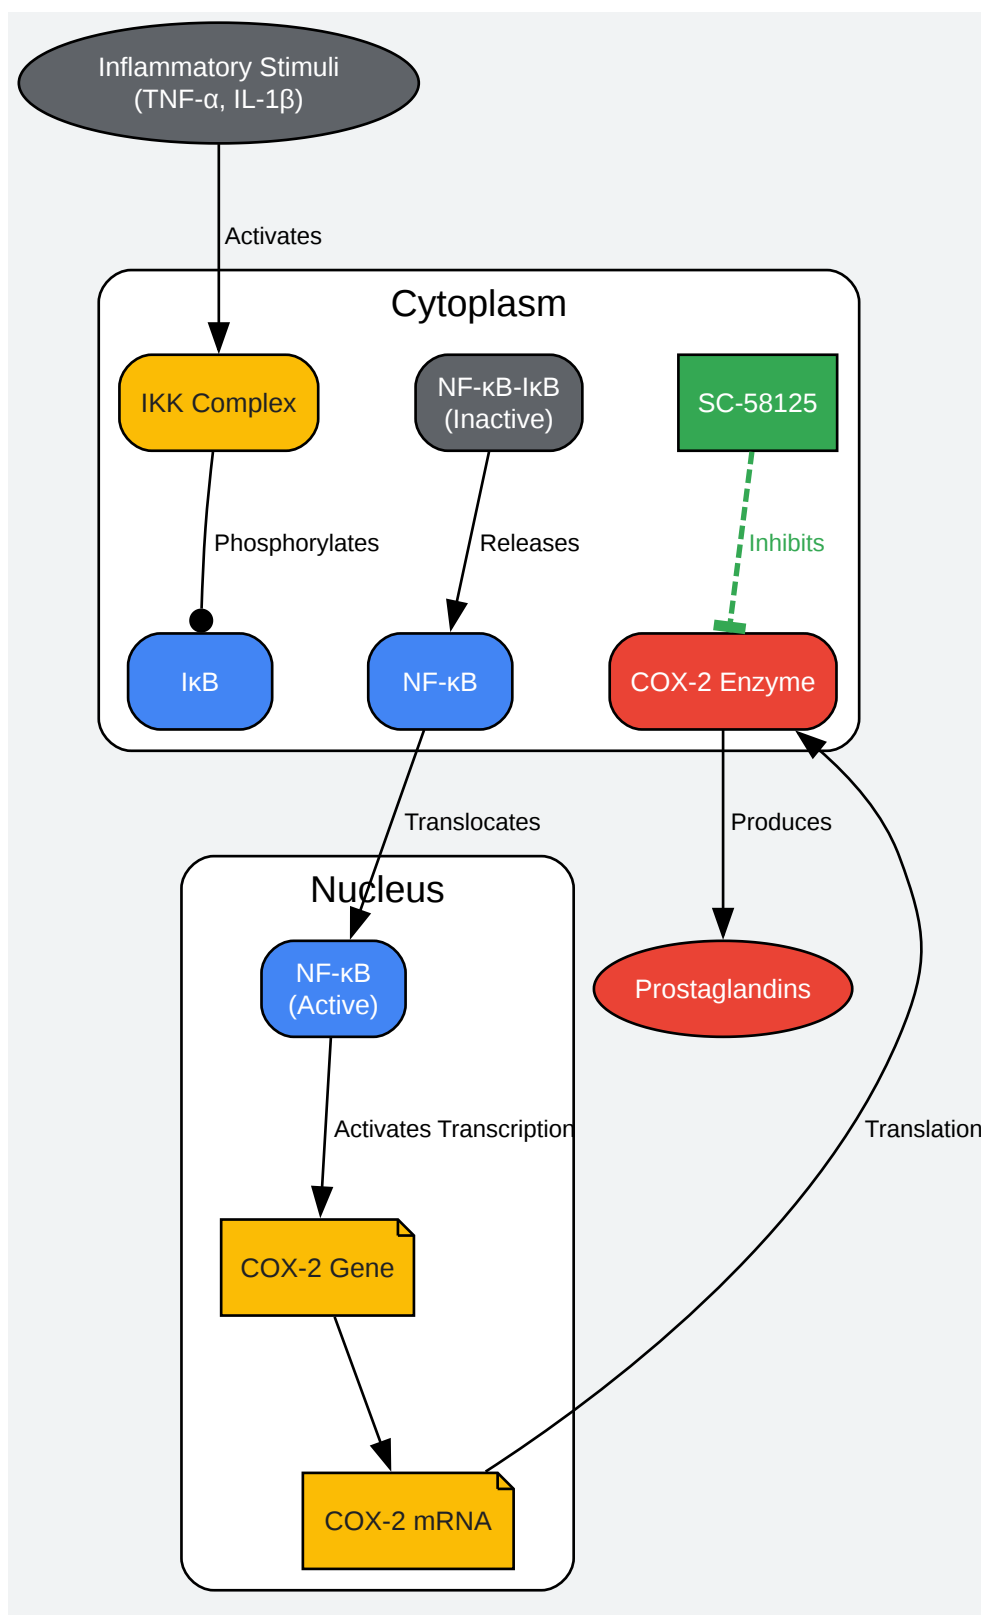 Inflammatory Stimuli
(TNF-α, IL-1β)
Activates
Cytoplasm
IKK Complex
NF-κB-IκB
(Inactive)
SC-58125
Phosphorylates
Releases
Inhibits
IκB
NF-κB
COX-2 Enzyme
Translocates
Produces
Nucleus
NF-κB
(Active)
Prostaglandins
Activates Transcription
Translation
COX-2 Gene
COX-2 mRNA